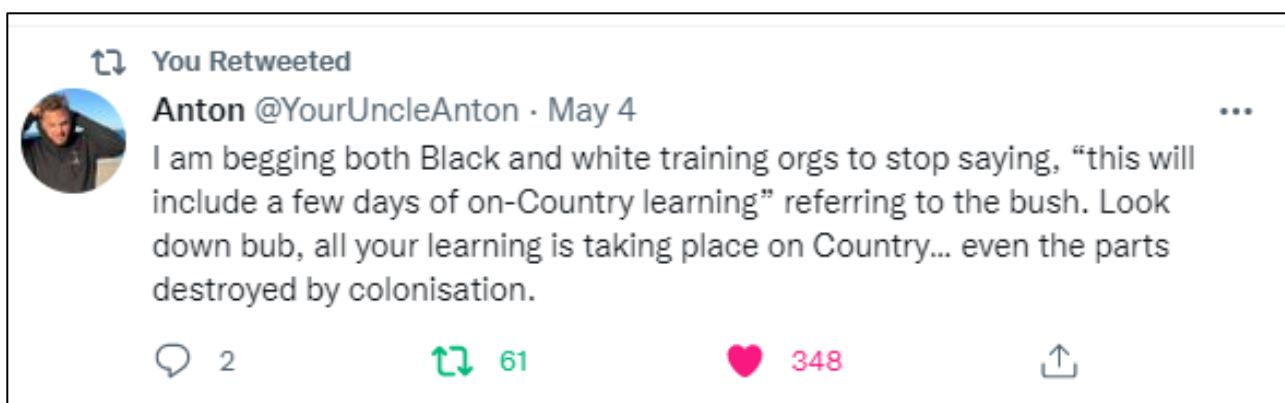 You Retweeted
Anton @YourUncleAnton · May 4
I am begging both Black and white training orgs to stop saying, “this will
include a few days of on-Country learning” referring to the bush. Look
down bub, all your learning is taking place on Country... even the parts
destroyed by colonisation.
2 61 348